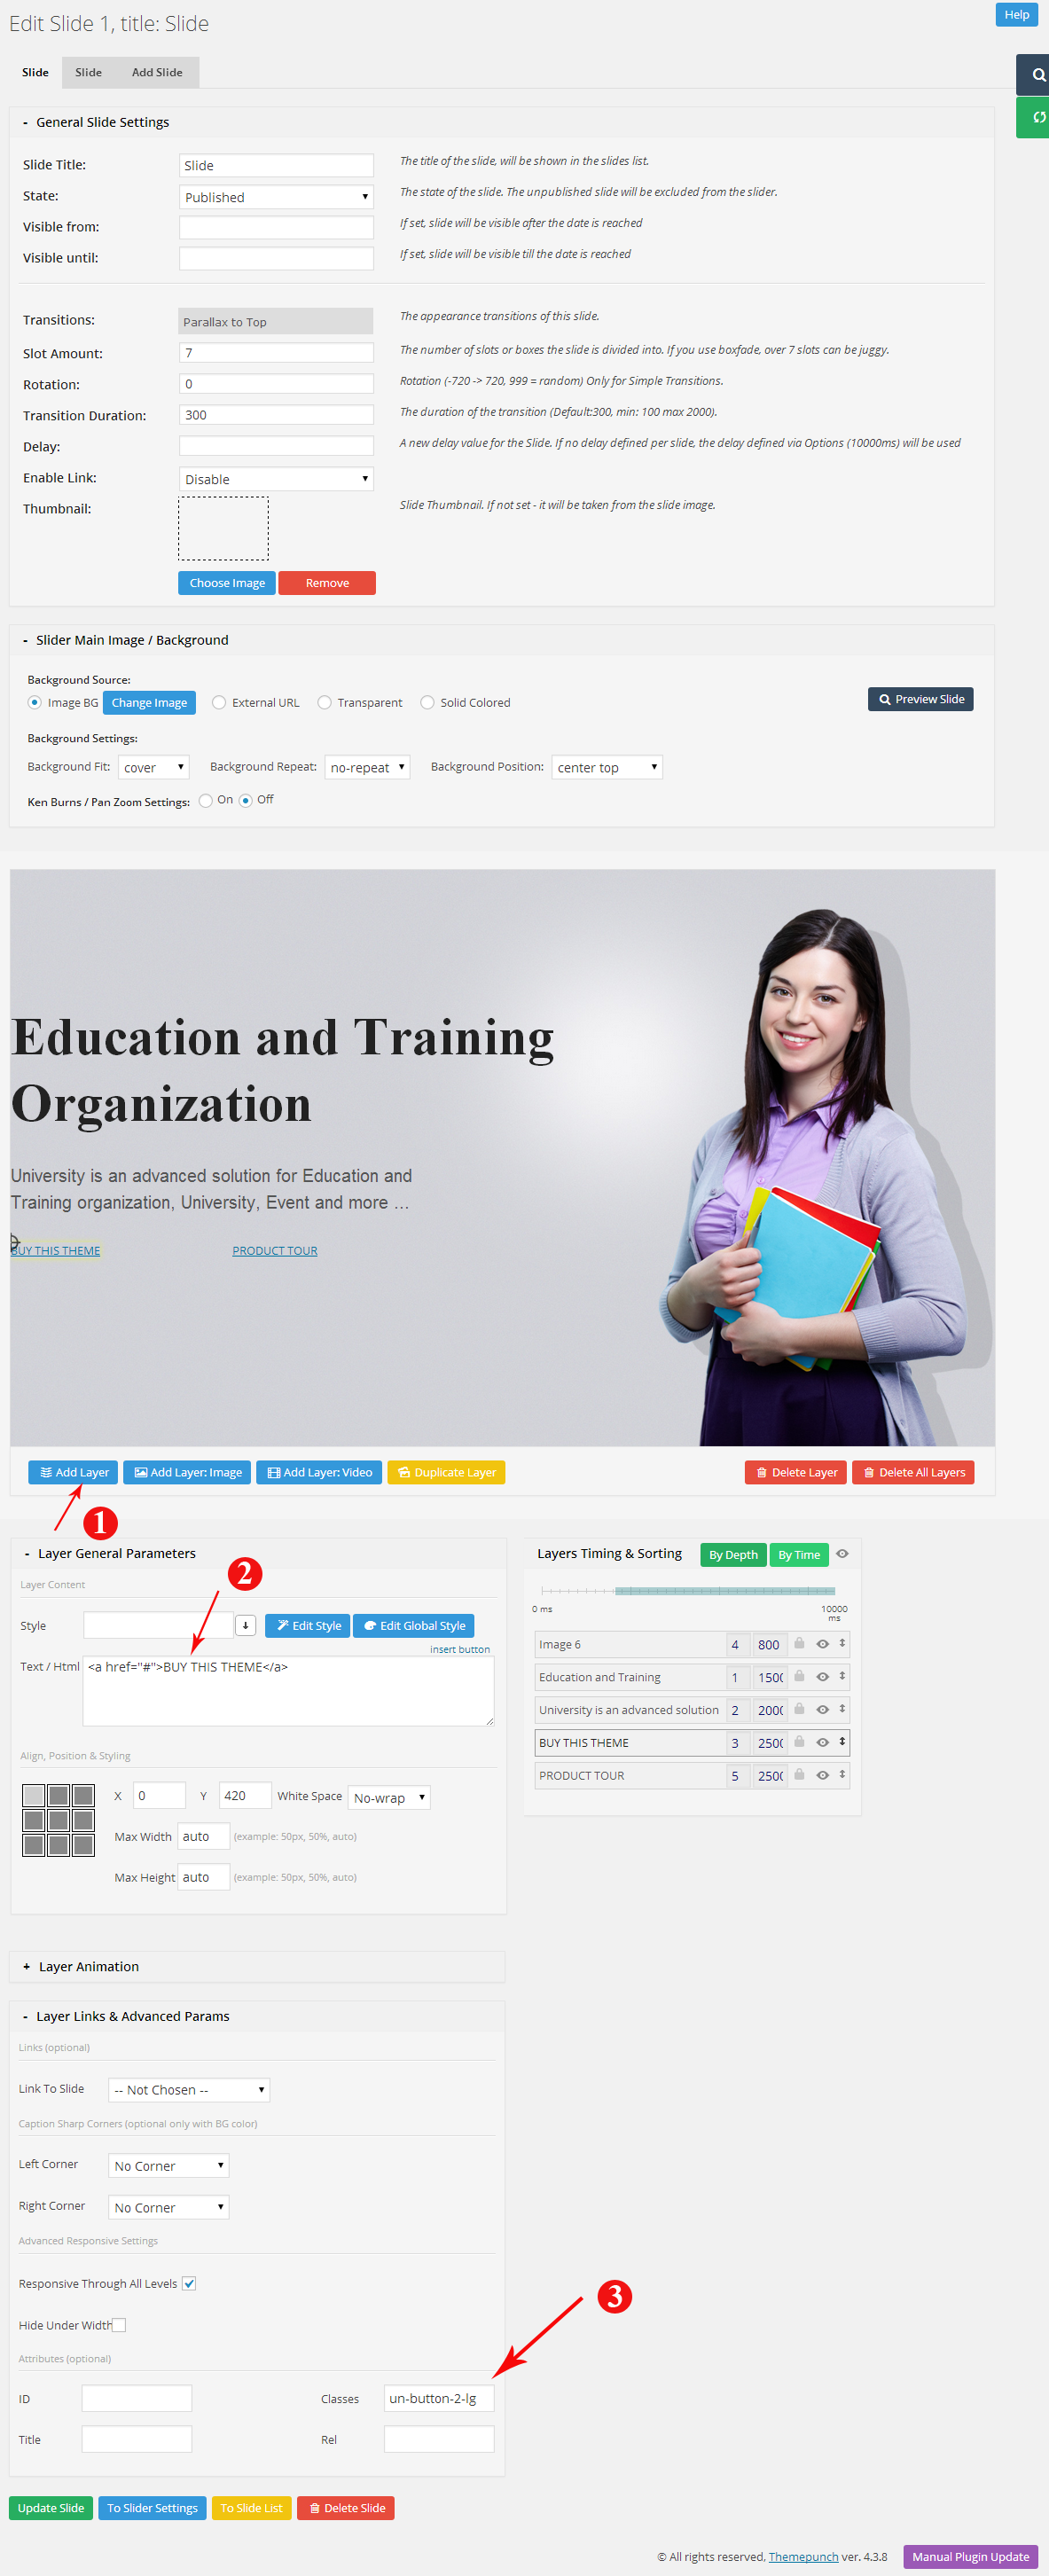 Edit Slide 1, title: Slide
Help
Slide Slide Add Slide
- General Slide Settings
Slide Title: Slide The title of the slide, will be shown in the slides list.
State: Published The state of the slide. The unpublished slide will be excluded from the slider.
Visible from: If set, slide will be visible after the date is reached
Visible until: If set, slide will be visible till the date is reached
Transitions: Parallax to Top The appearance transitions of this slide.
Slot Amount: 7 The number of slots or boxes the slide is divided into. If you use boxfade, over 7 slots can be juggy.
Rotation: 0 Rotation (-720 -> 720, 999 = random) Only for Simple Transitions.
Transition Duration: 300 The duration of the transition (Default:300, min: 100 max 2000).
Delay: A new delay value for the Slide. If no delay defined per slide, the delay defined via Options (10000ms) will be used
Enable Link: Disable
Thumbnail: Slide Thumbnail. If not set - it will be taken from the slide image.
Choose Image Remove
- Slider Main Image / Background
Background Source:
Image BG Change Image External URL Transparent Solid Colored Preview Slide
Background Settings:
Background Fit: cover Background Repeat: no-repeat Background Position: center top
Ken Burns / Pan Zoom Settings: On Off
Education and Training
Organization
University is an advanced solution for Education and
Training organization, University, Event and more ...
BUY THIS THEME PRODUCT TOUR
Add Layer Add Layer: Image Add Layer: Video Duplicate Layer Delete Layer Delete All Layers
1
- Layer General Parameters
2
Layer Content
Style Edit Style Edit Global Style
insert button
Text / Html <a href="#">BUY THIS THEME</a>
Align, Position & Styling
X 0 Y 420 White Space No-wrap
Max Width auto (example: 50px, 50%, auto)
Max Height auto (example: 50px, 50%, auto)
Layers Timing & Sorting By Depth By Time
0 ms 10000
ms
Image 6 4 800
Education and Training 1 1500
University is an advanced solution 2 2000
BUY THIS THEME 3 2500
PRODUCT TOUR 5 2500
+ Layer Animation
- Layer Links & Advanced Params
Links (optional)
Link To Slide -- Not Chosen --
Caption Sharp Corners (optional only with BG color)
Left Corner No Corner
Right Corner No Corner
Advanced Responsive Settings
Responsive Through All Levels
3
Hide Under Width
Attributes (optional)
ID Classes un-button-2-lg
Title Rel
Update Slide To Slider Settings To Slide List Delete Slide
© All rights reserved, Themepunch ver. 4.3.8 Manual Plugin Update